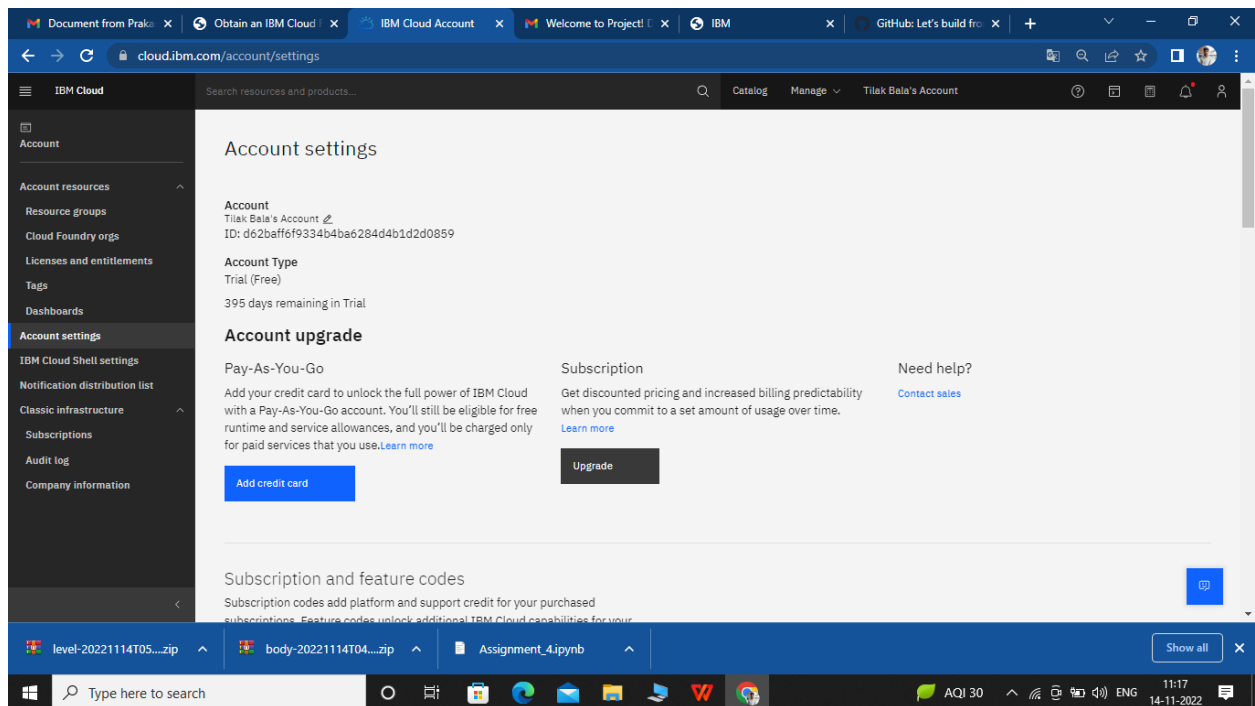 Document from Praka
Obtain an IBM Cloud
IBM Cloud Account
Welcome to Project!
IBM
GitHub: Let's build fro
cloud.ibm.com/account/settings
IBM Cloud
Search resources and products...
Catalog
Manage
Tilak Bala's Account
Account
Account resources
Resource groups
Cloud Foundry orgs
Licenses and entitlements
Tags
Dashboards
Account settings
IBM Cloud Shell settings
Notification distribution list
Classic infrastructure
Subscriptions
Audit log
Company information
Account settings
Account
Tilak Bala's Account
ID: d62baff6f9334b4ba6284d4b1d2d0859
Account Type
Trial (Free)
395 days remaining in Trial
Account upgrade
Pay-As-You-Go
Add your credit card to unlock the full power of IBM Cloud
with a Pay-As-You-Go account. You'll still be eligible for free
runtime and service allowances, and you'll be charged only
for paid services that you use.Learn more
Add credit card
Subscription
Get discounted pricing and increased billing predictability
when you commit to a set amount of usage over time.
Learn more
Upgrade
Need help?
Contact sales
Subscription and feature codes
Subscription codes add platform and support credit for your purchased
subscriptions. Feature codes unlock additional IBM Cloud capabilities for your
level-20221114T05....zip
body-20221114T04....zip
Assignment_4.ipynb
Show all
Type here to search
AQI 30
ENG
11:17
14-11-2022